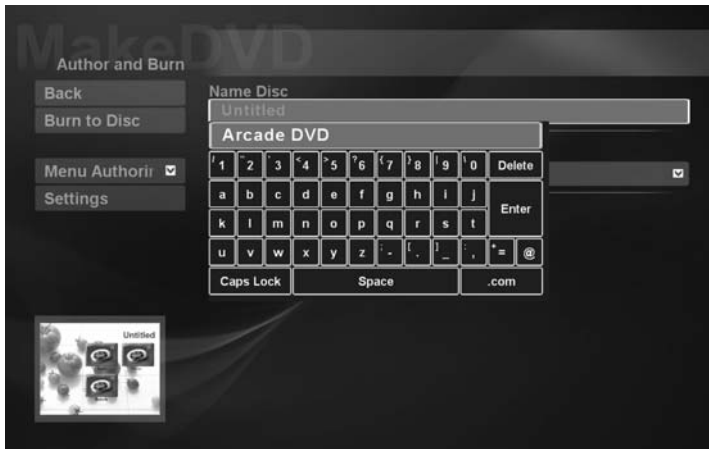 MakeDVD
Author and Burn
Back
Burn to Disc
Menu Authorin
Settings
Name Disc
Untitled
Arcade DVD
1 2 3 < 4 > 5 ? 6 { 7 } 8 | 9 \ 0 Delete
a b c d e f g h i j
Enter
k l m n o p q r s t
u v w x y z ; - [ . ] _ : , * = @
Caps Lock Space .com
Untitled